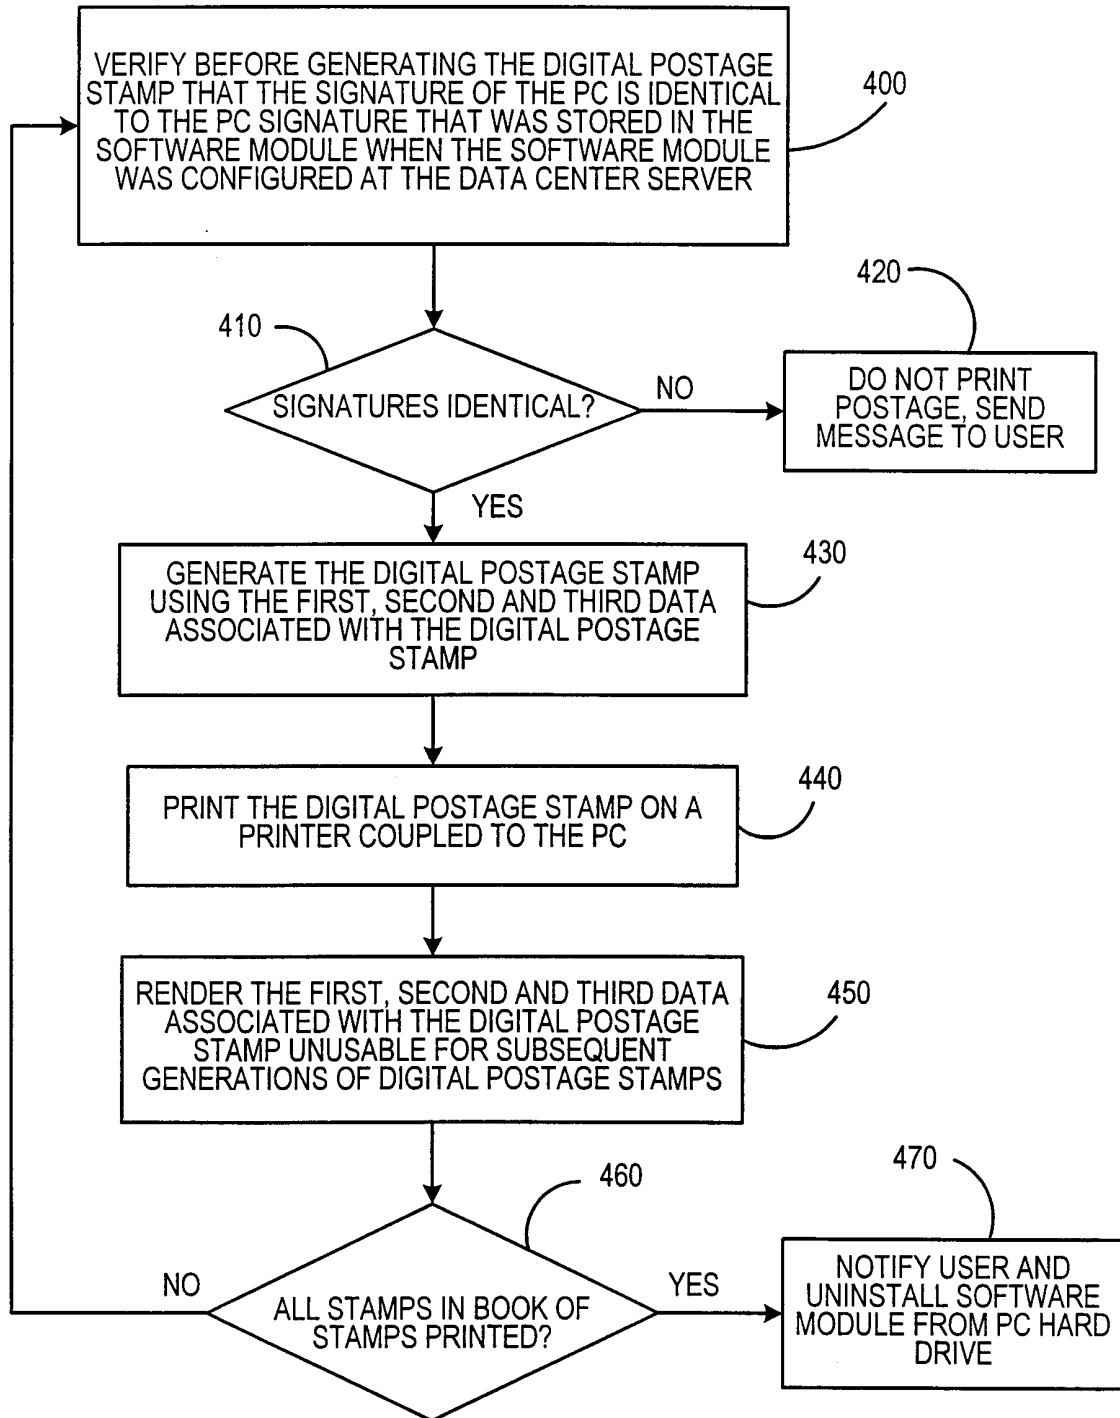 VERIFY BEFORE GENERATING THE DIGITAL POSTAGE
STAMP THAT THE SIGNATURE OF THE PC IS IDENTICAL
TO THE PC SIGNATURE THAT WAS STORED IN THE
SOFTWARE MODULE WHEN THE SOFTWARE MODULE
WAS CONFIGURED AT THE DATA CENTER SERVER
400
410
SIGNATURES IDENTICAL?
NO
420
DO NOT PRINT
POSTAGE, SEND
MESSAGE TO USER
YES
GENERATE THE DIGITAL POSTAGE STAMP
USING THE FIRST, SECOND AND THIRD DATA
ASSOCIATED WITH THE DIGITAL POSTAGE
STAMP
430
PRINT THE DIGITAL POSTAGE STAMP ON A
PRINTER COUPLED TO THE PC
440
RENDER THE FIRST, SECOND AND THIRD DATA
ASSOCIATED WITH THE DIGITAL POSTAGE
STAMP UNUSABLE FOR SUBSEQUENT
GENERATIONS OF DIGITAL POSTAGE STAMPS
450
460
NO
ALL STAMPS IN BOOK OF
STAMPS PRINTED?
YES
470
NOTIFY USER AND
UNINSTALL SOFTWARE
MODULE FROM PC HARD
DRIVE